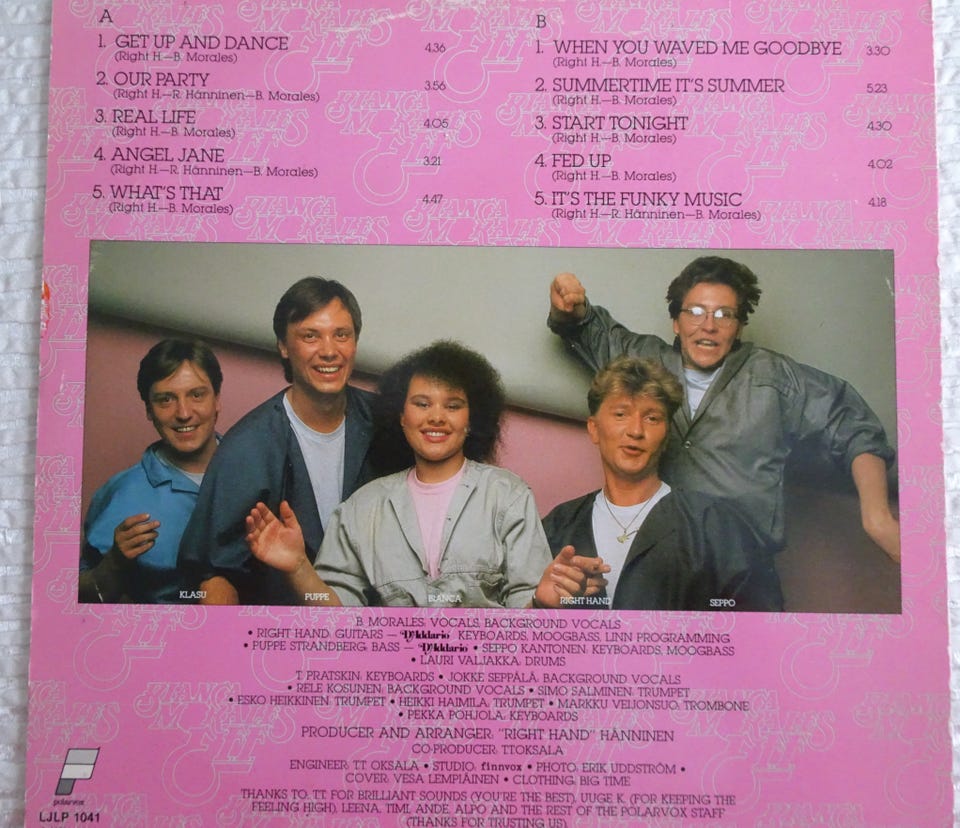 A
1. GET UP AND DANCE 4.36
(Right H.—B. Morales)
2. OUR PARTY 3.56
(Right H.—R. Hänninen—B. Morales)
3. REAL LIFE 4.05
(Right H.—B. Morales)
4. ANGEL JANE 3.21
(Right H.—R. Hänninen—B. Morales)
5. WHAT'S THAT 4.47
(Right H.—B. Morales)
B
1. WHEN YOU WAVED ME GOODBYE 3.30
(Right H.—B. Morales)
2. SUMMERTIME IT'S SUMMER 5.23
(Right H.—B. Morales)
3. START TONIGHT 4.30
(Right H.—B. Morales)
4. FED UP 4.02
(Right H.—B. Morales)
5. IT'S THE FUNKY MUSIC 4.18
(Right H.—R. Hänninen—B. Morales)
KLASU PUPPE BIANCA RIGHT HAND SEPPO
B. MORALES: VOCALS, BACKGROUND VOCALS
• RIGHT HAND: GUITARS — "D'Addario", KEYBOARDS, MOOGBASS, LINN PROGRAMMING
• PUPPE STRANDBERG: BASS — "D'Addario" • SEPPO KANTONEN: KEYBOARDS, MOOGBASS
• LAURI VALJAKKA: DRUMS
T. PRATSKIN: KEYBOARDS • JOKKE SEPPÄLÄ: BACKGROUND VOCALS
• RELE KOSUNEN: BACKGROUND VOCALS • SIMO SALMINEN: TRUMPET
• ESKO HEIKKINEN: TRUMPET • HEIKKI HAIMILA: TRUMPET • MARKKU VEIJONSUO: TROMBONE
• PEKKA POHJOLA: KEYBOARDS
PRODUCER AND ARRANGER: "RIGHT HAND" HÄNNINEN
CO-PRODUCER: TT.OKSALA
ENGINEER: T.T. OKSALA • STUDIO: finnvox • PHOTO: ERIK UDDSTRÖM •
COVER: VESA LEMPIÄINEN • CLOTHING: BIG TIME
THANKS TO: T.T. FOR BRILLIANT SOUNDS (YOU'RE THE BEST), UUGE K. (FOR KEEPING THE
FEELING HIGH), LEENA, TIMI, ANDE, ALPO AND THE REST OF THE POLARVOX STAFF
(THANKS FOR TRUSTING US)
polarvox
LJLP 1041